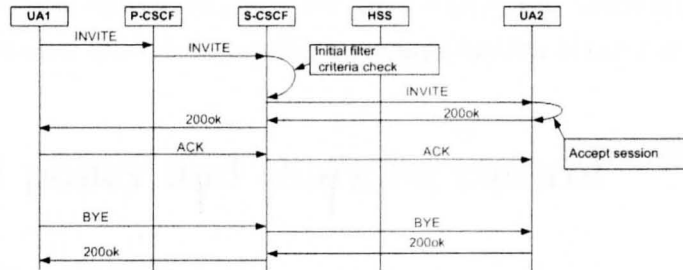 UA1 P-CSCF S-CSCF HSS UA2
INVITE
INVITE
Initial filter
criteria check
INVITE
200ok
200ok
Accept session
ACK
ACK
BYE
BYE
200ok
200ok